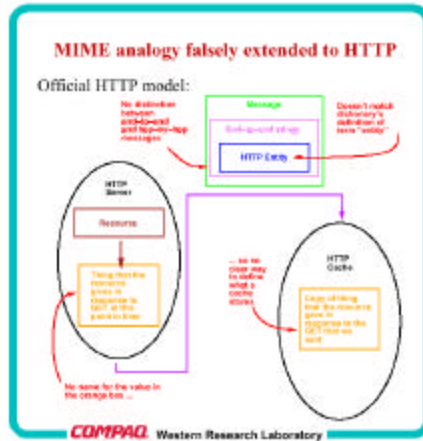 MIME analogy falsely extended to HTTP
Official HTTP model:
No distinction
between
end-to-end
and hop-by-hop
messages
Message
End-to-end
HTTP Entity
Doesn't match
dictionary's
definition of
term "entity"
HTTP
Server
Resource
Thing that the
resource
gives in
response to
GET at this
point in time
No name for the value in
the orange box ...
... so no
clear way
to define
what a
cache
stores
HTTP
Cache
Copy of thing
that the resource
gave in
response to the
GET that we
sent
COMPAQ Western Research Laboratory